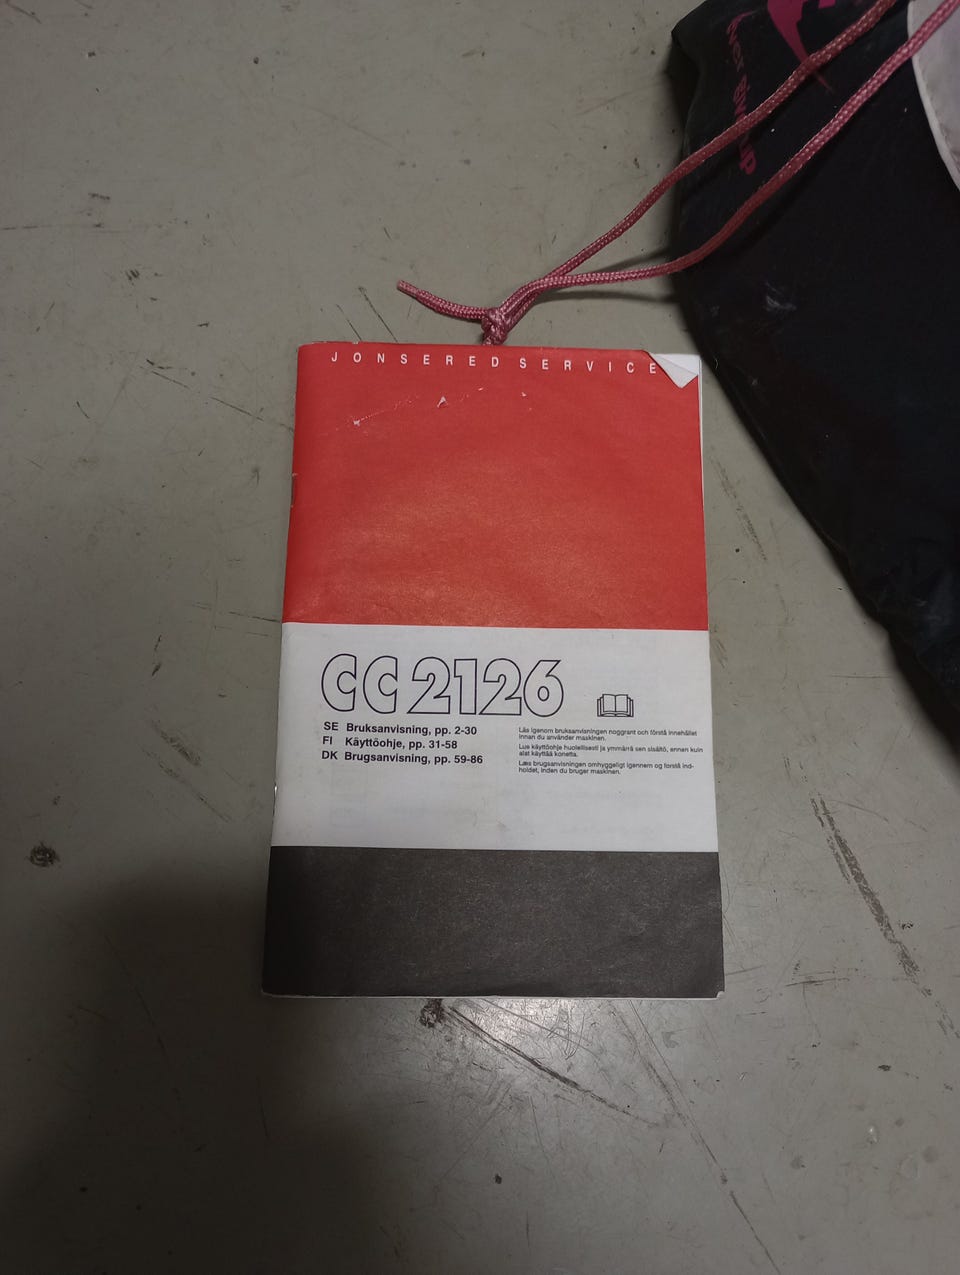 JONSERED SERVICE
CC 2126
SE Bruksanvisning, pp. 2-30
FI Käyttöohje, pp. 31-58
DK Brugsanvisning, pp. 59-86
Läs igenom bruksanvisningen noggrant och förstå innehållet
innan du använder maskinen.
Lue käyttöohje huolellisesti ja ymmärrä sen sisältö, ennen kuin
alat käyttää konetta.
Læs brugsanvisningen omhyggeligt igennem og forstå ind-
holdet, inden du bruger maskinen.